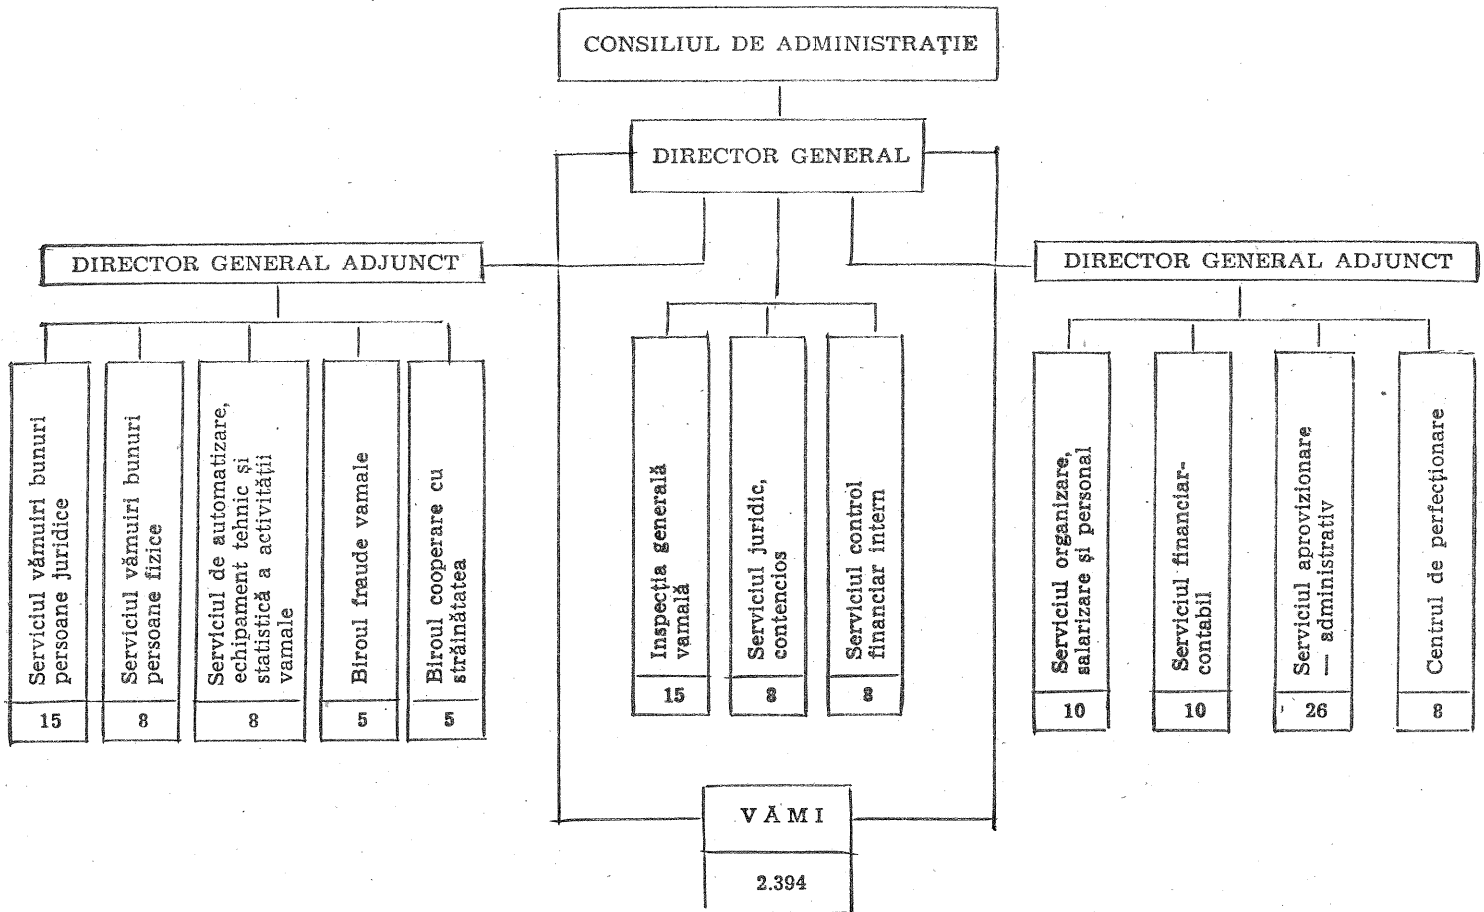 CONSILIUL DE ADMINISTRAȚIE
DIRECTOR GENERAL
DIRECTOR GENERAL ADJUNCT
DIRECTOR GENERAL ADJUNCT
Serviciul vămuiri bunuri
persoane juridice
15
Serviciul vămuiri bunuri
persoane fizice
8
Serviciul de automatizare,
echipament tehnic și
statistică a activității
vamale
8
Biroul fraude vamale
5
Biroul cooperare cu
străinătatea
5
Inspecția generală
vamală
15
Serviciul juridic,
contencios
8
Serviciul control
financiar intern
8
Serviciul organizare,
salarizare și personal
10
Serviciul financiar-
contabil
10
Serviciul aprovizionare
— administrativ
26
Centrul de perfecționare
8
VĂMI
2.394